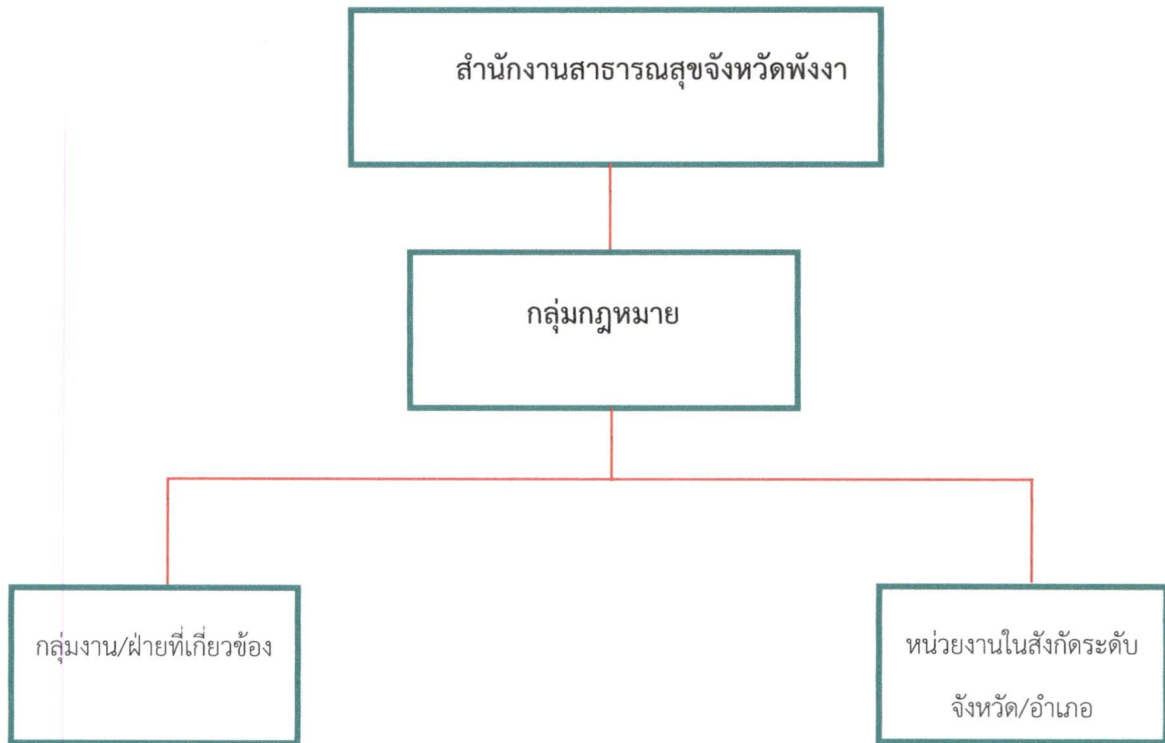 สำนักงานสาธารณสุขจังหวัดพังงา
กลุ่มกฎหมาย
กลุ่มงาน/ฝ่ายที่เกี่ยวข้อง
หน่วยงานในสังกัดระดับ
จังหวัด/อำเภอ